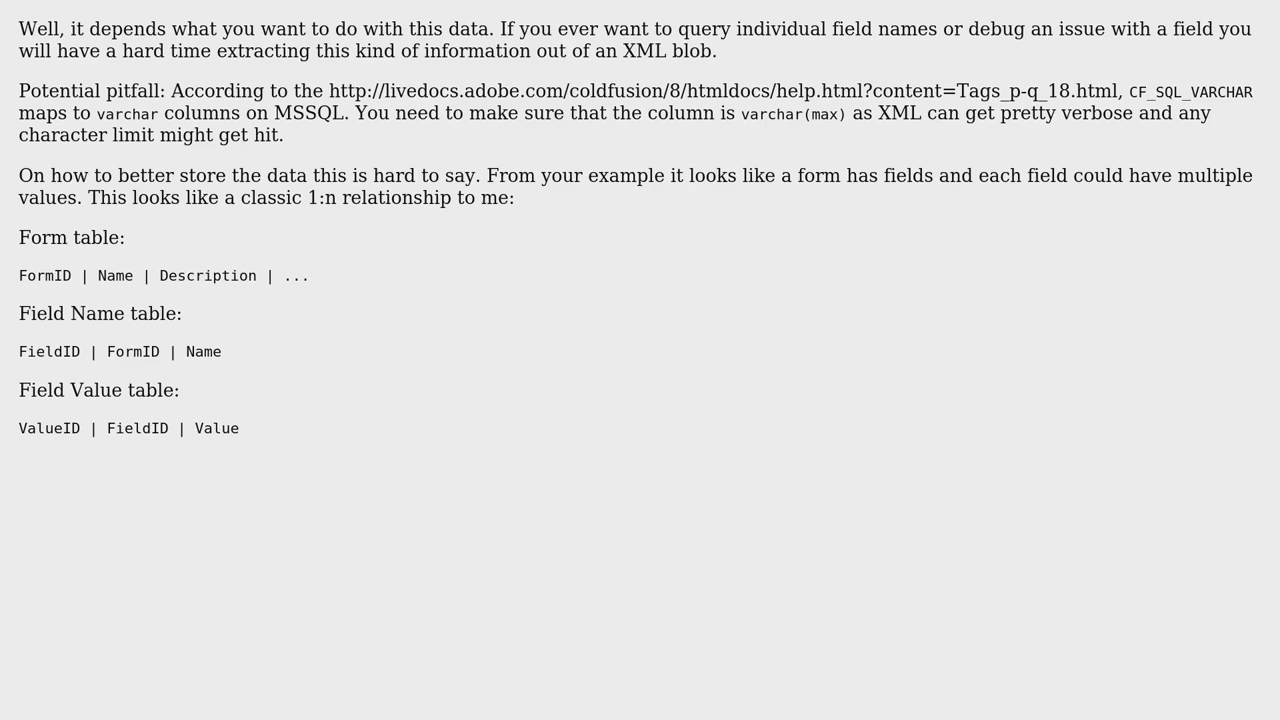 Well, it depends what you want to do with this data. If you ever want to query individual field names or debug an issue with a field you
will have a hard time extracting this kind of information out of an XML blob.
Potential pitfall: According to the http://livedocs.adobe.com/coldfusion/8/htmldocs/help.html?content=Tags_p-q_18.html, CF_SQL_VARCHAR
maps to varchar columns on MSSQL. You need to make sure that the column is varchar(max) as XML can get pretty verbose and any
character limit might get hit.
On how to better store the data this is hard to say. From your example it looks like a form has fields and each field could have multiple
values. This looks like a classic 1:n relationship to me:
Form table:
FormID | Name | Description | ...
Field Name table:
FieldID | FormID | Name
Field Value table:
ValueID | FieldID | Value